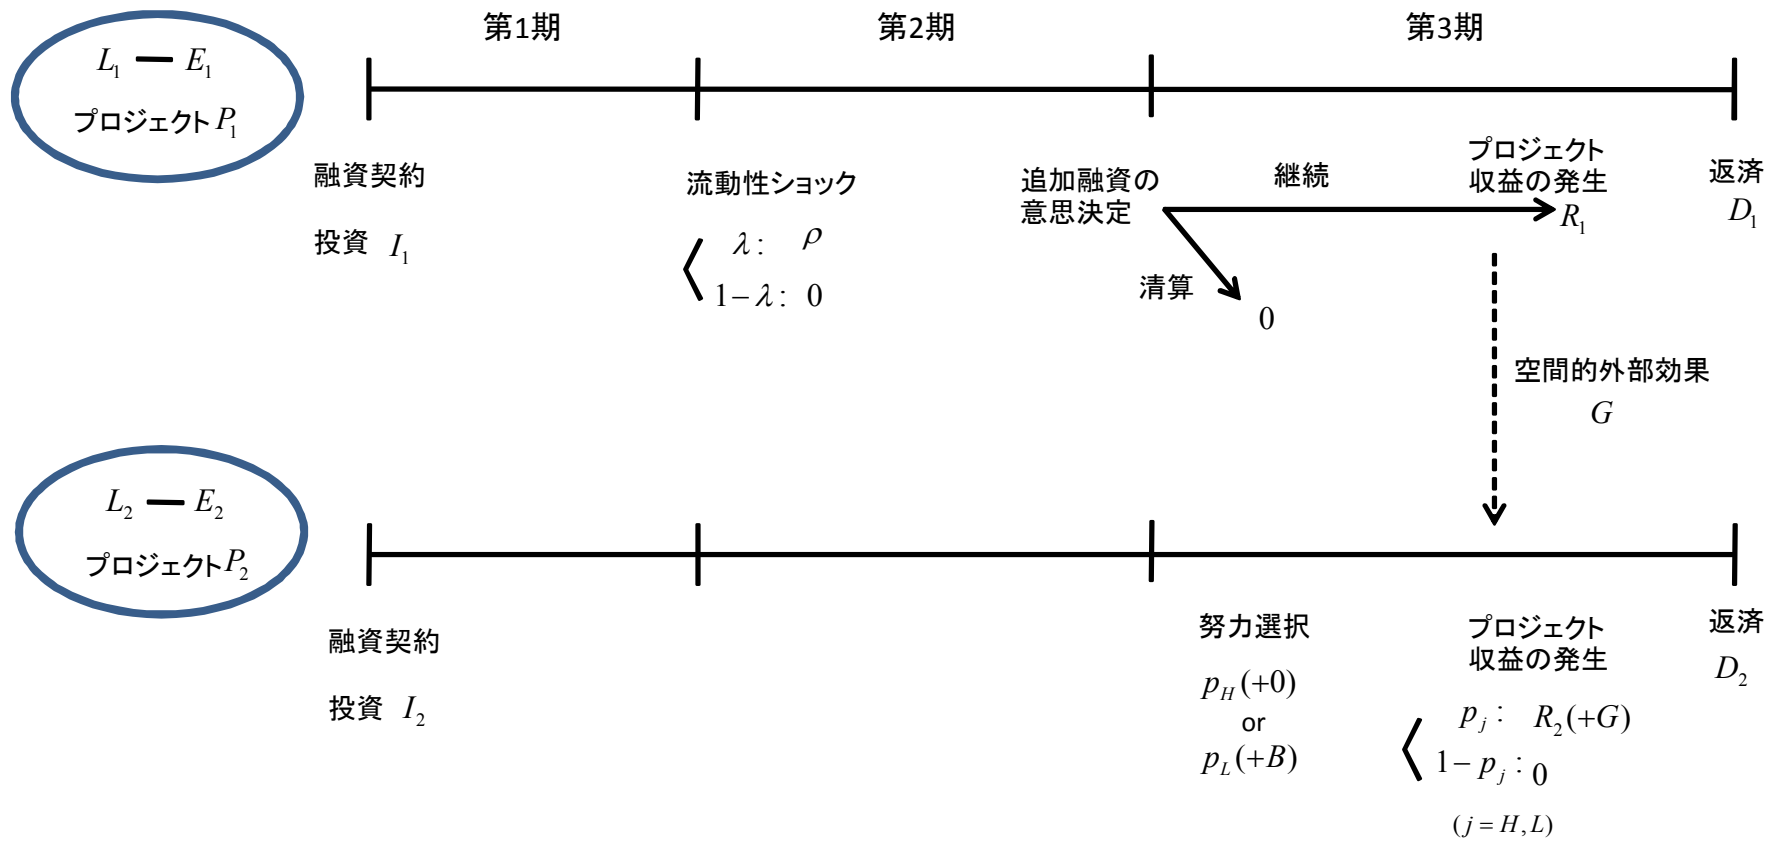 第1期
第2期
第3期
L₁ — E₁
プロジェクトP₁
融資契約
投資 I₁
流動性ショック
λ: ρ
1−λ: 0
追加融資の
意思決定
継続
清算
0
プロジェクト
収益の発生
R₁
返済
D₁
空間的外部効果
G
L₂ — E₂
プロジェクトP₂
融資契約
投資 I₂
努力選択
p_H(+0)
or
p_L(+B)
プロジェクト
収益の発生
p_j : R₂(+G)
1−p_j : 0
(j=H,L)
返済
D₂